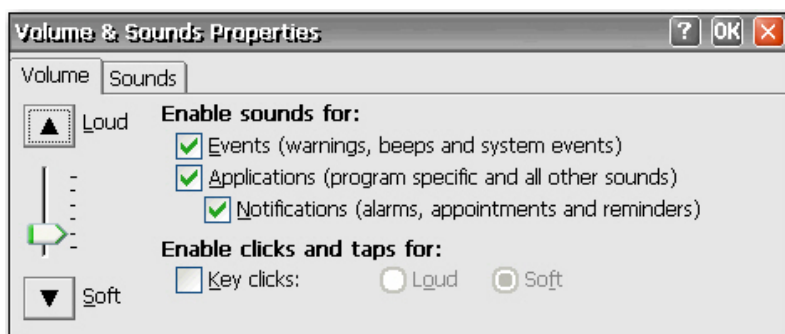 Volume & Sounds Properties ? OK
Volume Sounds
Loud
Enable sounds for:
Events (warnings, beeps and system events)
Applications (program specific and all other sounds)
Notifications (alarms, appointments and reminders)
Enable clicks and taps for:
Soft Key clicks: Loud Soft